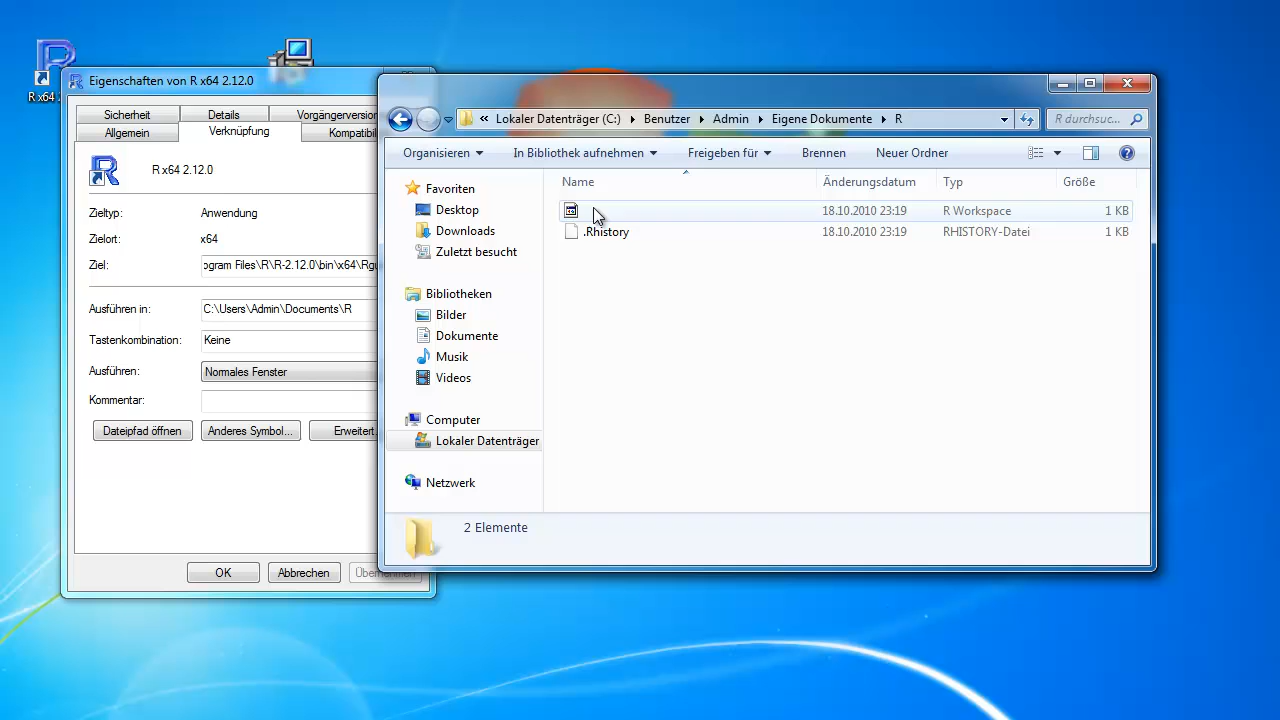 R x64
Eigenschaften von R x64 2.12.0
Sicherheit Details Vorgängerversion
Allgemein Verknüpfung Kompatibil
R x64 2.12.0
Zieltyp: Anwendung
Zielort: x64
Ziel: ogram Files\R\R-2.12.0\bin\x64\Rgu
Ausführen in: C:\Users\Admin\Documents\R
Tastenkombination: Keine
Ausführen: Normales Fenster
Kommentar:
Dateipfad öffnen Anderes Symbol... Erweitert.
OK Abbrechen Übernehmen
« Lokaler Datenträger (C:) Benutzer Admin Eigene Dokumente R
R durchsuc...
Organisieren In Bibliothek aufnehmen Freigeben für Brennen Neuer Ordner
Name Änderungsdatum Typ Größe
18.10.2010 23:19 R Workspace 1 KB
.Rhistory 18.10.2010 23:19 RHISTORY-Datei 1 KB
Favoriten
Desktop
Downloads
Zuletzt besucht
Bibliotheken
Bilder
Dokumente
Musik
Videos
Computer
Lokaler Datenträger
Netzwerk
2 Elemente